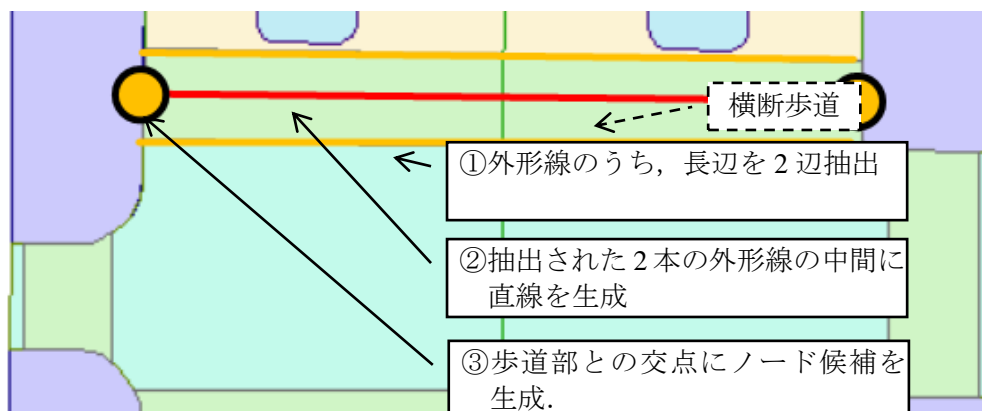 横断歩道
①外形線のうち，長辺を2辺抽出
②抽出された2本の外形線の中間に
直線を生成
③歩道部との交点にノード候補を
生成．